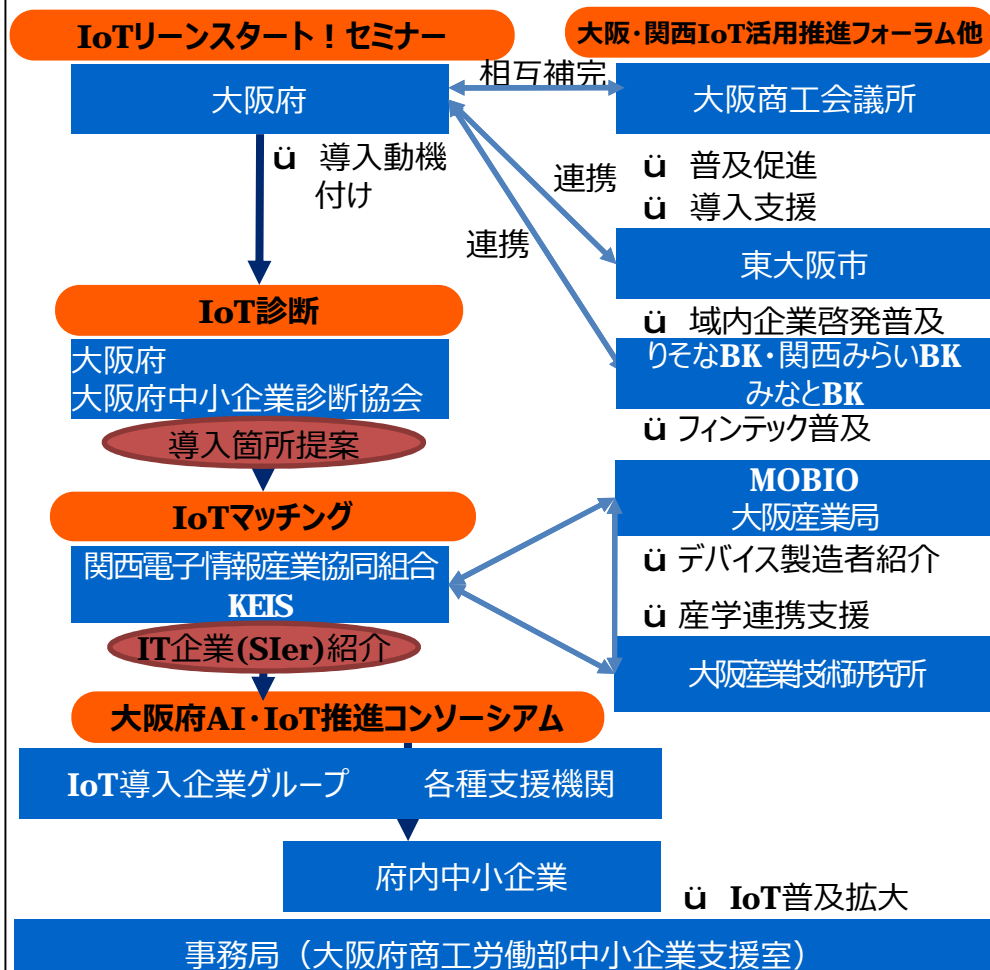 IoTリーンスタート！セミナー
大阪・関西IoT活用推進フォーラム他
大阪府
相互補完
大阪商工会議所
ü 導入動機
付け
連携
ü 普及促進
ü 導入支援
連携
東大阪市
IoT診断
ü 域内企業啓発普及
大阪府
大阪府中小企業診断協会
りそなBK・関西みらいBK
みなとBK
導入箇所提案
ü フィンテック普及
IoTマッチング
MOBIO
大阪産業局
関西電子情報産業協同組合
KEIS
ü デバイス製造者紹介
ü 産学連携支援
IT企業(SIer)紹介
大阪産業技術研究所
大阪府AI・IoT推進コンソーシアム
IoT導入企業グループ 各種支援機関
府内中小企業
ü IoT普及拡大
事務局（大阪府商工労働部中小企業支援室）